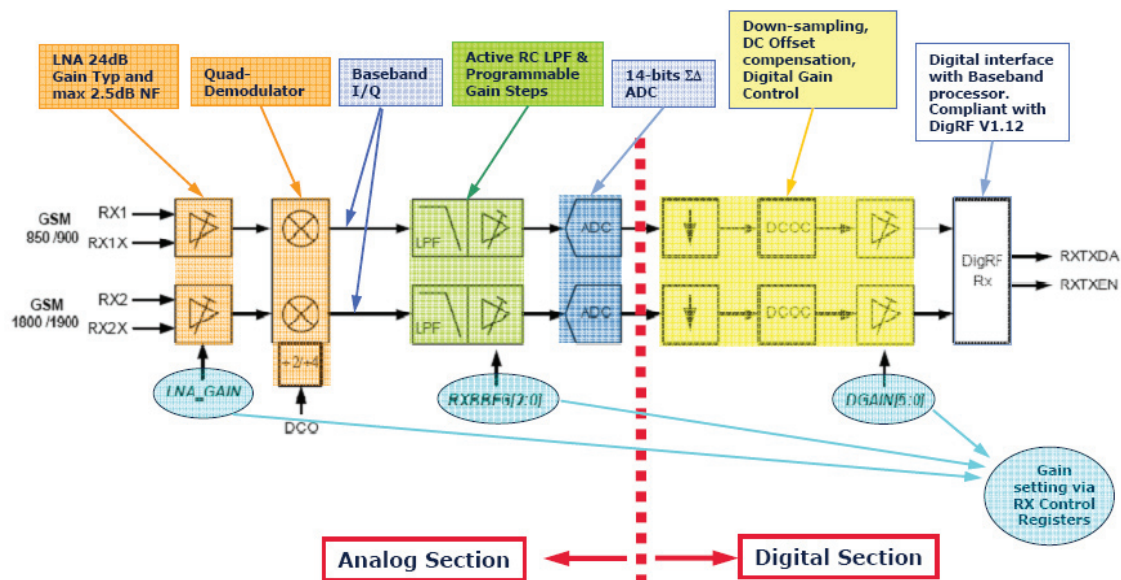 LNA 24dB
Gain Typ and
max 2.5dB NF
Quad-
Demodulator
Baseband
I/Q
Active RC LPF &
Programmable
Gain Steps
14-bits ΣΔ
ADC
Down-sampling,
DC Offset
compensation,
Digital Gain
Control
Digital interface
with Baseband
processor.
Compliant with
DigRF V1.12
GSM
850 /900
RX1
RX1X
LPF
ADC
DCOC
GSM
1800 /1900
RX2
RX2X
LPF
ADC
DCOC
DigRF
Rx
RXTXDA
RXTXEN
÷2/÷4
LNA_GAIN
DCO
DGAIN[5:0]
Gain
setting via
RX Control
Registers
Analog Section
Digital Section